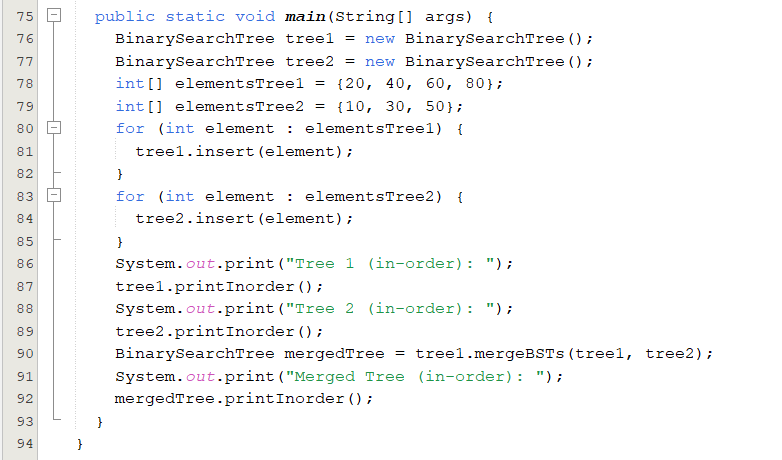 75 public static void main(String[] args) {
76 BinarySearchTree tree1 = new BinarySearchTree();
77 BinarySearchTree tree2 = new BinarySearchTree();
78 int[] elementsTree1 = {20, 40, 60, 80};
79 int[] elementsTree2 = {10, 30, 50};
80 for (int element : elementsTree1) {
81 tree1.insert(element);
82 }
83 for (int element : elementsTree2) {
84 tree2.insert(element);
85 }
86 System.out.print("Tree 1 (in-order): ");
87 tree1.printInorder();
88 System.out.print("Tree 2 (in-order): ");
89 tree2.printInorder();
90 BinarySearchTree mergedTree = tree1.mergeBSTs(tree1, tree2);
91 System.out.print("Merged Tree (in-order): ");
92 mergedTree.printInorder();
93 }
94 }